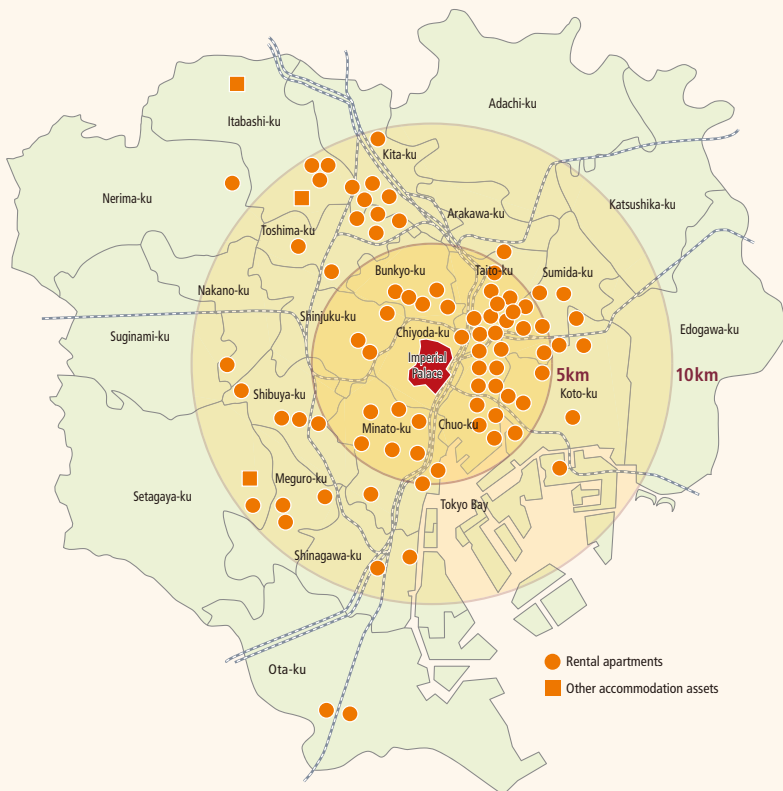 Adachi-ku
Itabashi-ku
Kita-ku
Nerima-ku
Katsushika-ku
Arakawa-ku
Toshima-ku
Bunkyo-ku
Taito-ku
Sumida-ku
Nakano-ku
Shinjuku-ku
Chiyoda-ku
Edogawa-ku
Suginami-ku
Imperial
Palace
5km
10km
Shibuya-ku
Koto-ku
Minato-ku
Chuo-ku
Meguro-ku
Setagaya-ku
Tokyo Bay
Shinagawa-ku
Ota-ku
Rental apartments
Other accommodation assets